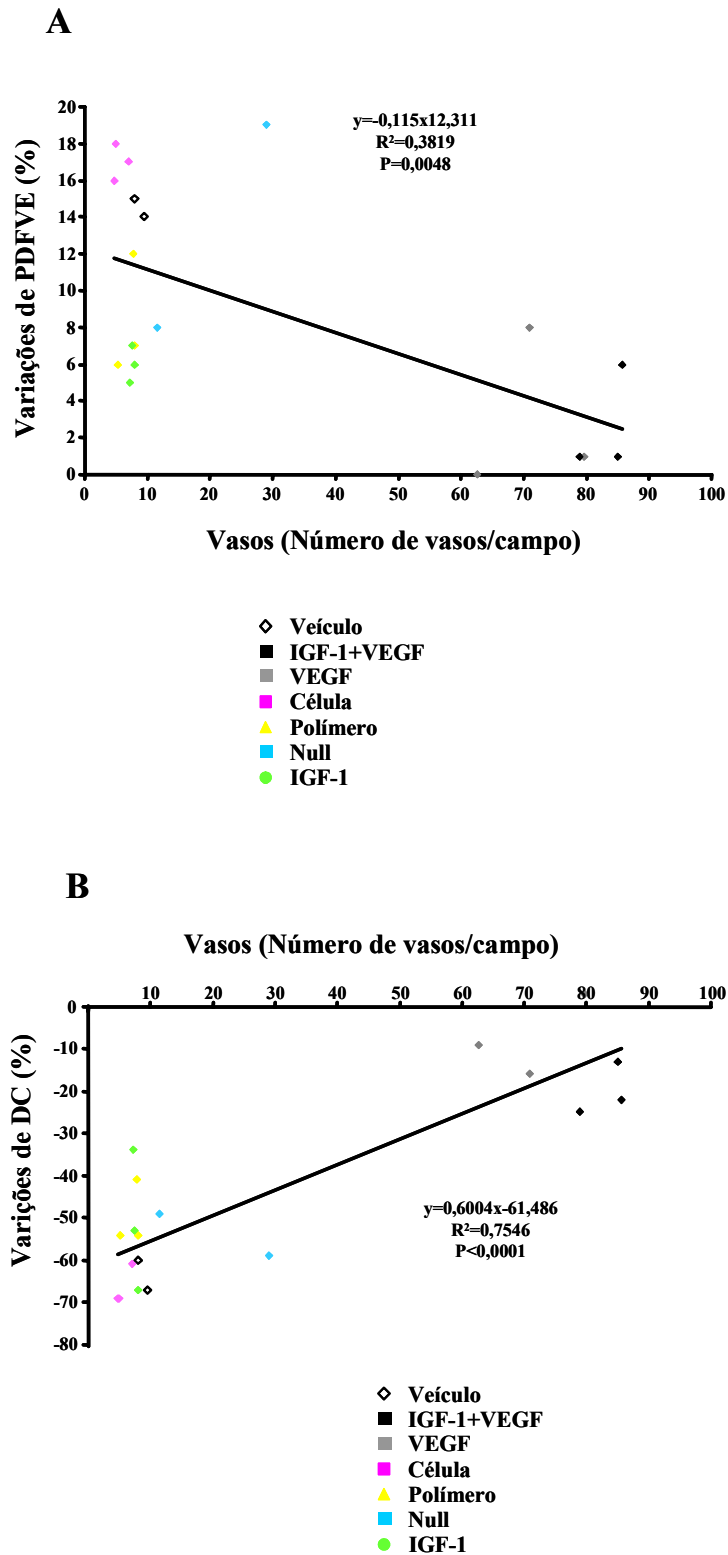 A
Variações de PDFVE (%)
20
18
16
14
12
10
8
6
4
2
0
0 10 20 30 40 50 60 70 80 90 100
y=-0,115x12,311
R²=0,3819
P=0,0048
Vasos (Número de vasos/campo)
Veículo
IGF-1+VEGF
VEGF
Célula
Polímero
Null
IGF-1
B
Vasos (Número de vasos/campo)
10 20 30 40 50 60 70 80 90 100
Varições de DC (%)
0
-10
-20
-30
-40
-50
-60
-70
-80
y=0,6004x-61,486
R²=0,7546
P<0,0001
Veículo
IGF-1+VEGF
VEGF
Célula
Polímero
Null
IGF-1